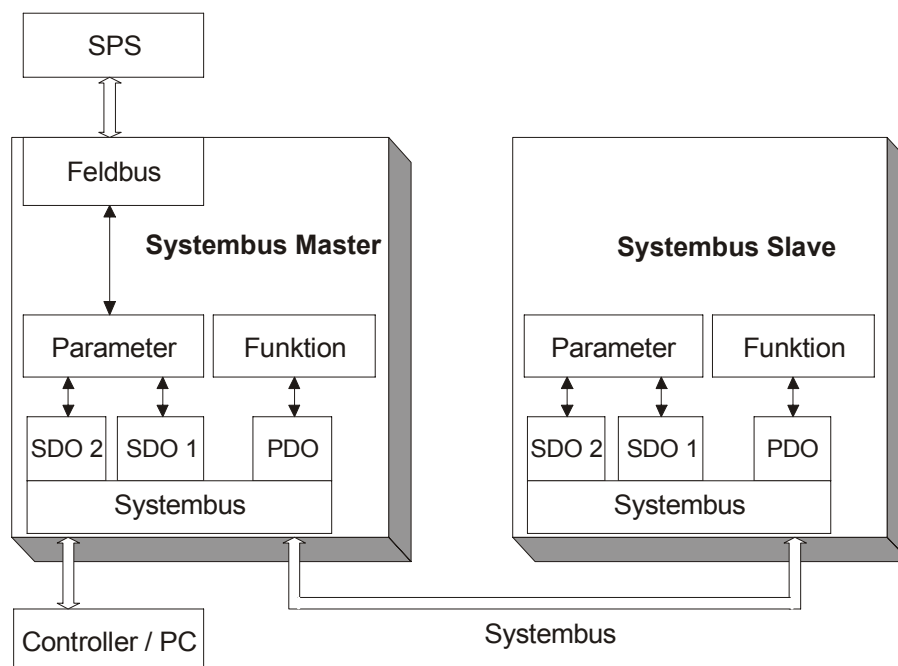 SPS
Feldbus
Systembus Master
Parameter
Funktion
SDO 2
SDO 1
PDO
Systembus
Controller / PC
Systembus Slave
Parameter
Funktion
SDO 2
SDO 1
PDO
Systembus
Systembus